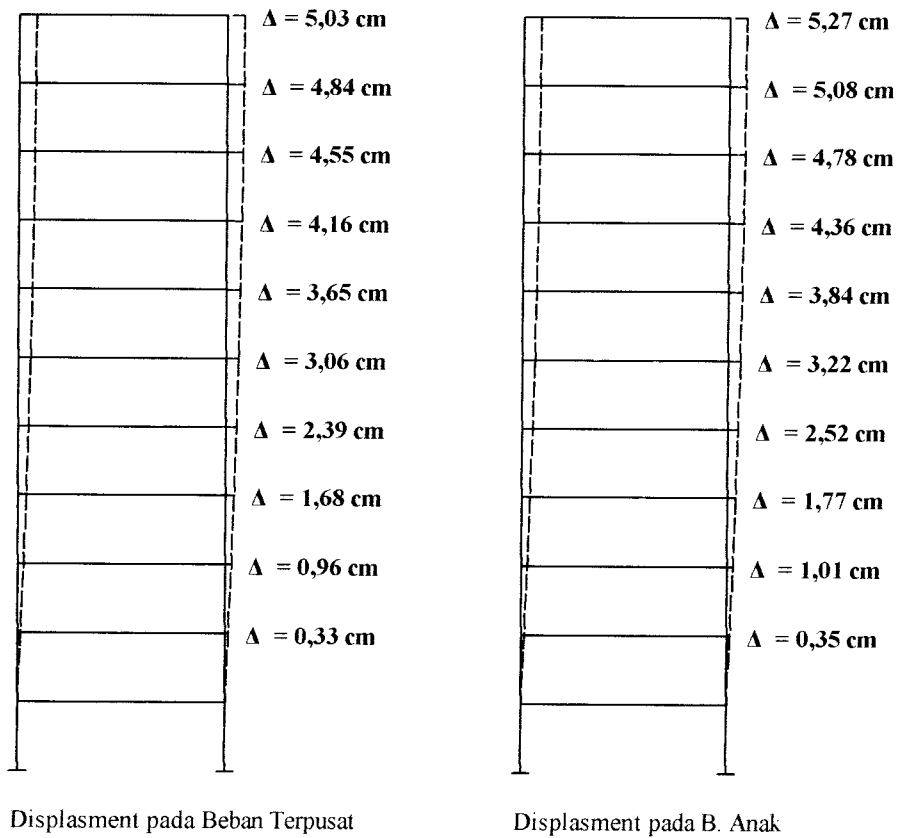 Δ = 5,03 cm
Δ = 4,84 cm
Δ = 4,55 cm
Δ = 4,16 cm
Δ = 3,65 cm
Δ = 3,06 cm
Δ = 2,39 cm
Δ = 1,68 cm
Δ = 0,96 cm
Δ = 0,33 cm
Displasment pada Beban Terpusat
Δ = 5,27 cm
Δ = 5,08 cm
Δ = 4,78 cm
Δ = 4,36 cm
Δ = 3,84 cm
Δ = 3,22 cm
Δ = 2,52 cm
Δ = 1,77 cm
Δ = 1,01 cm
Δ = 0,35 cm
Displasment pada B. Anak